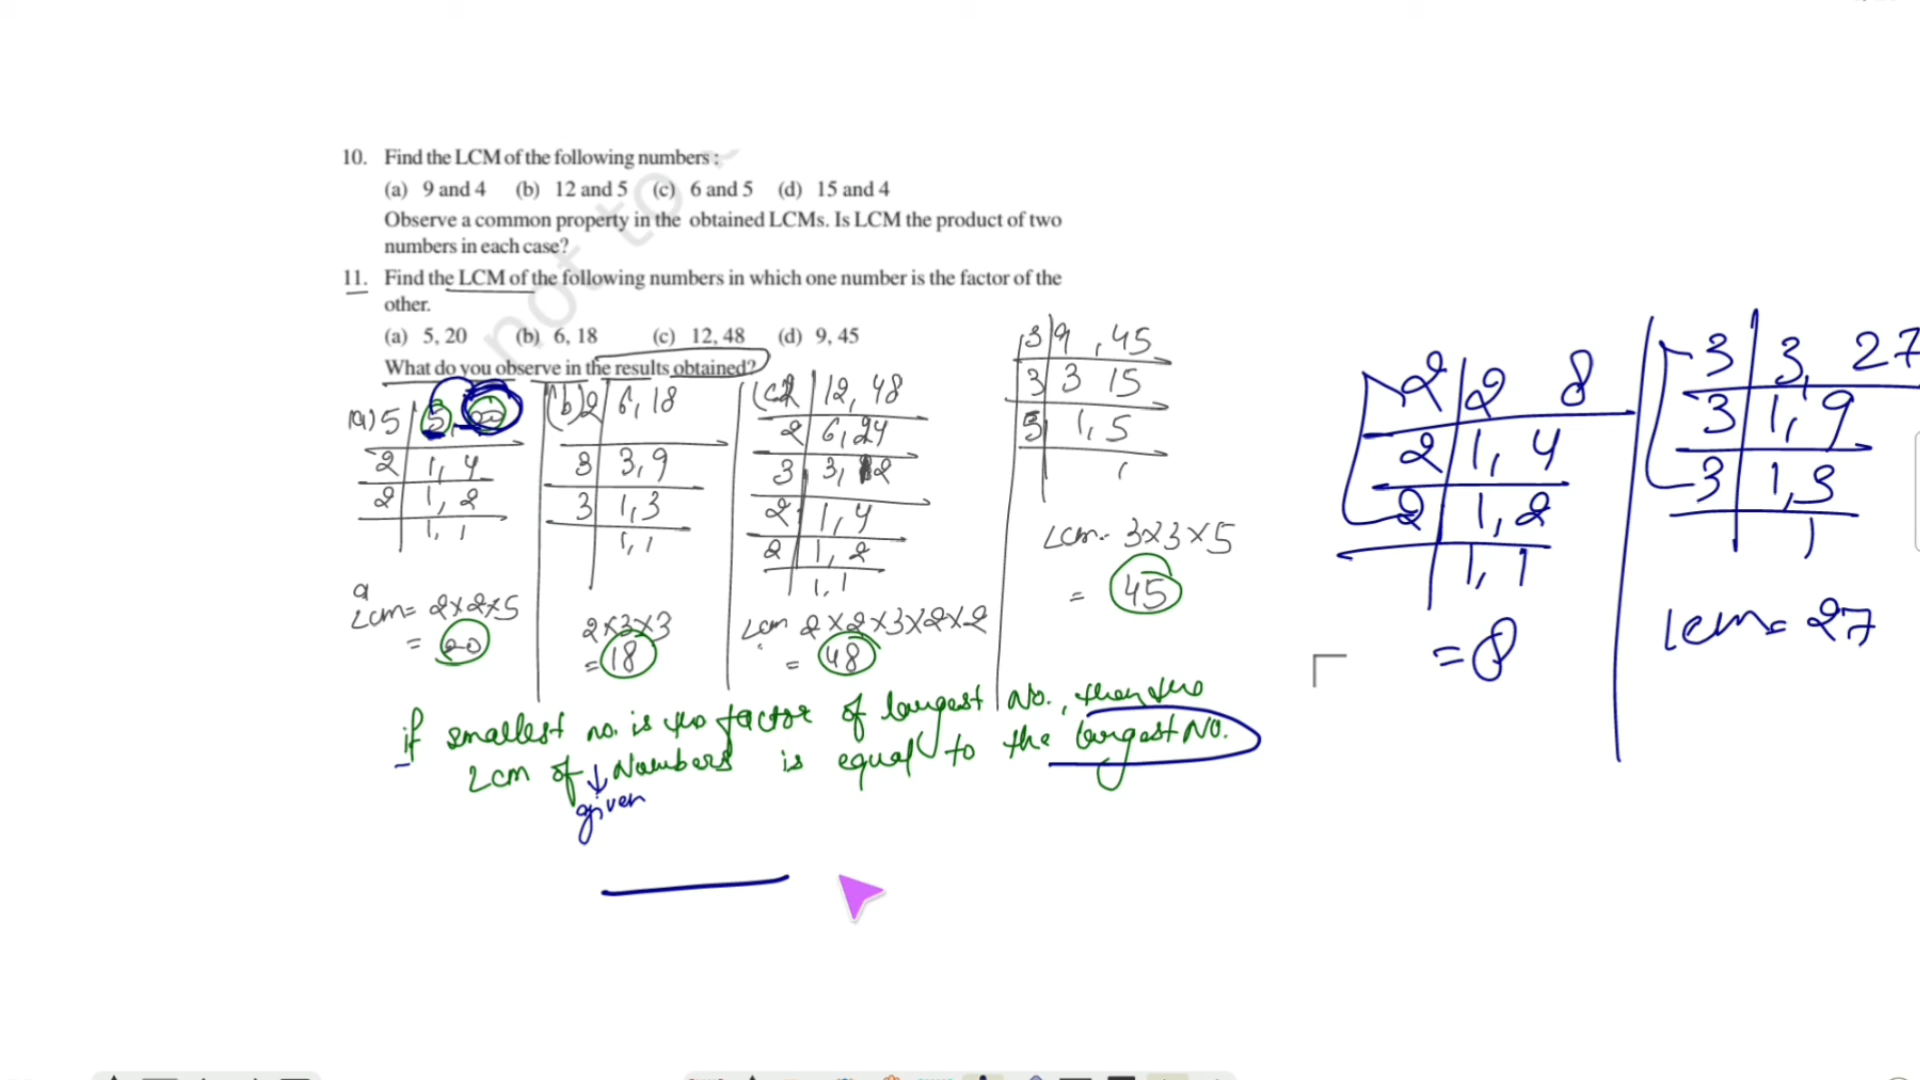 10. Find the LCM of the following numbers :
(a) 9 and 4 (b) 12 and 5 (c) 6 and 5 (d) 15 and 4
Observe a common property in the obtained LCMs. Is LCM the product of two
numbers in each case?
11. Find the LCM of the following numbers in which one number is the factor of the
other.
(a) 5, 20 (b) 6, 18 (c) 12, 48 (d) 9, 45
What do you observe in the results obtained?
not to
(a) 5 | 5, 20
2 | 1, 4
2 | 1, 2
1, 1
Lcm = 2×2×5
= 20
(b) 2 | 6, 18
3 | 3, 9
3 | 1, 3
1, 1
2×3×3
= 18
(c) 2 | 12, 48
2 | 6, 24
3 | 3, 12
2 | 1, 4
2 | 1, 2
1, 1
Lcm 2×2×3×2×2
= 48
3 | 9, 45
3 | 3 15
5 | 1, 5
1
Lcm = 3×3×5
= 45
2 | 2 8
2 | 1, 4
2 | 1, 2
1, 1
= 8
3 | 3, 27
3 | 1, 9
3 | 1, 3
1
Lcm = 27
if smallest no. is the factor of largest No., then the
Lcm of ↓ Numbers is equal to the largest No.
given